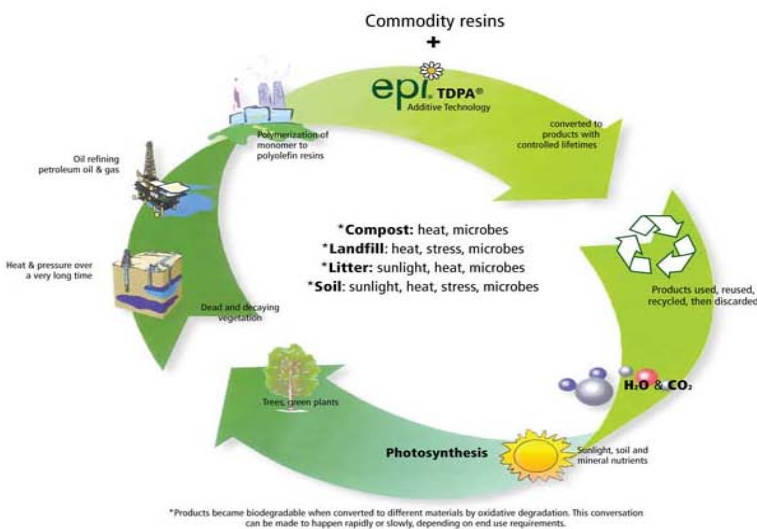 Commodity resins
+
epi® TDPA®
Additive Technology
converted to
products with
controlled lifetimes
Polymerization of
monomer to
polyolefin resins
Oil refining
petroleum oil & gas
*Compost: heat, microbes
*Landfill: heat, stress, microbes
*Litter: sunlight, heat, microbes
*Soil: sunlight, heat, stress, microbes
Heat & pressure over
a very long time
Products used, reused,
recycled, then discarded
Dead and decaying
vegetation
H₂O & CO₂
Trees, green plants
Photosynthesis
Sunlight, soil and
mineral nutrients
*Products became biodegradable when converted to different materials by oxidative degradation. This conversation
can be made to happen rapidly or slowly, depending on end use requirements.